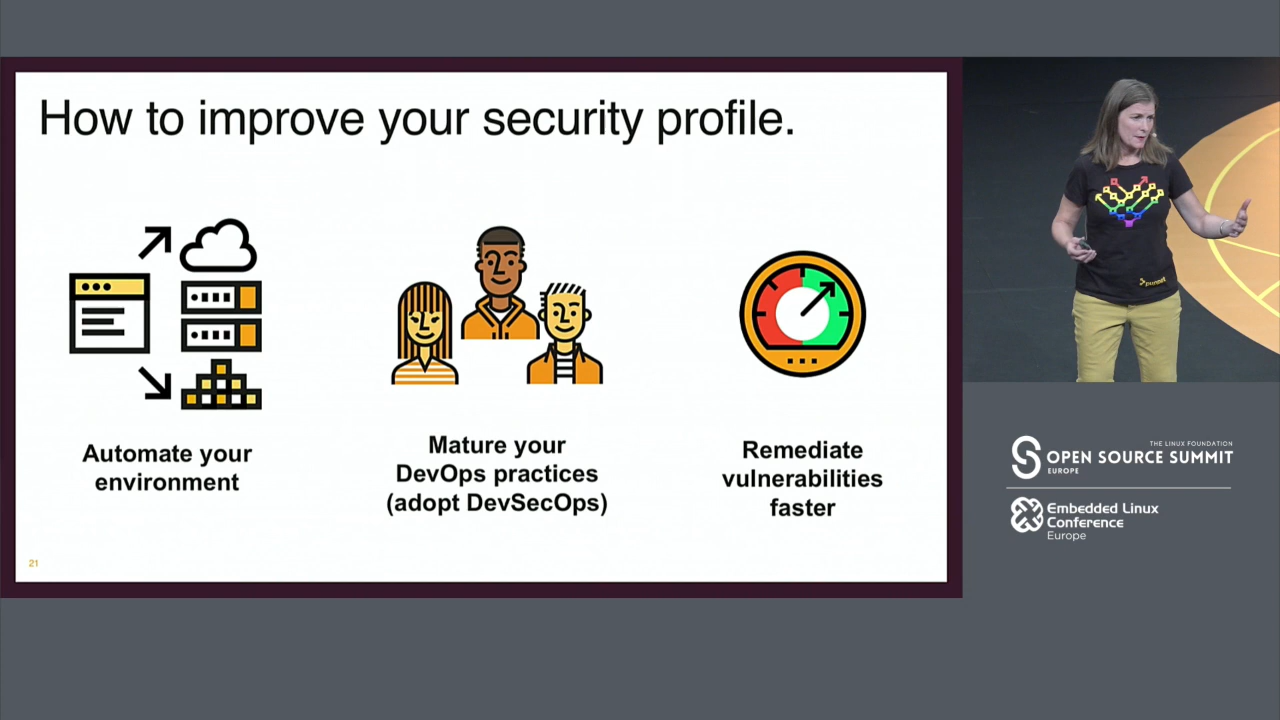 How to improve your security profile.
Automate your
environment
Mature your
DevOps practices
(adopt DevSecOps)
Remediate
vulnerabilities
faster
21
puppet
THE LINUX FOUNDATION
OPEN SOURCE SUMMIT
EUROPE
Embedded Linux
Conference
Europe